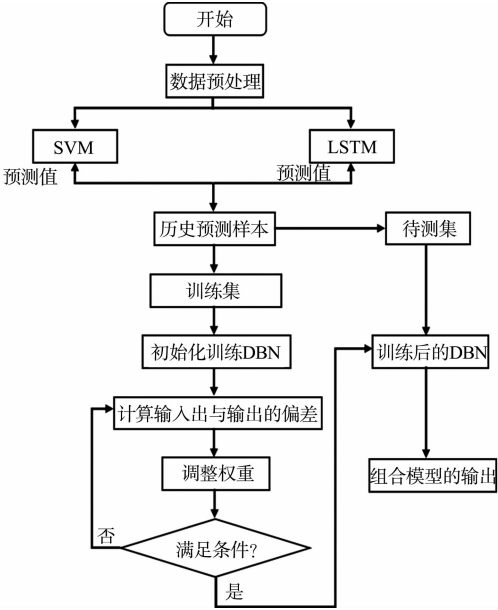 开始
数据预处理
SVM
LSTM
预测值
预测值
历史预测样本
待测集
训练集
初始化训练DBN
训练后的DBN
计算输入出与输出的偏差
调整权重
组合模型的输出
否
满足条件?
是